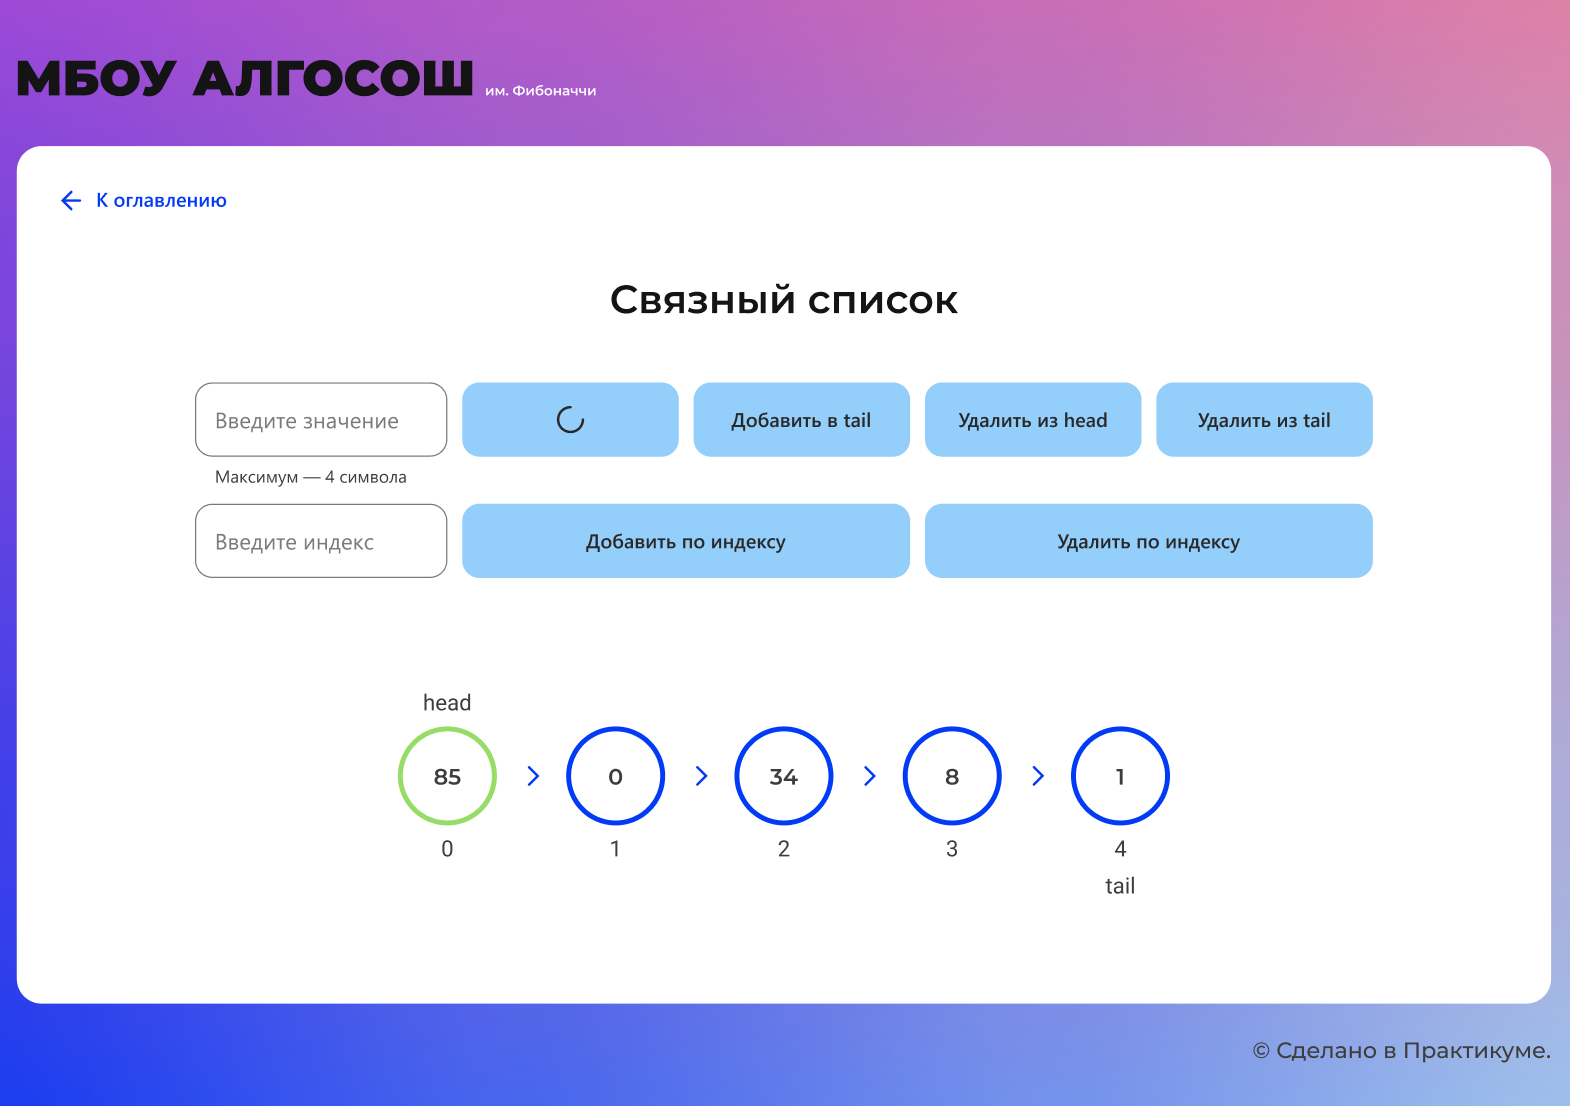 МБОУ АЛГОСОШ им. Фибоначчи
К оглавлению
Связный список
Введите значение
Добавить в tail
Удалить из head
Удалить из tail
Максимум — 4 символа
Введите индекс
Добавить по индексу
Удалить по индексу
head
85 0 34 8 1
0 1 2 3 4
tail
© Сделано в Практикуме.